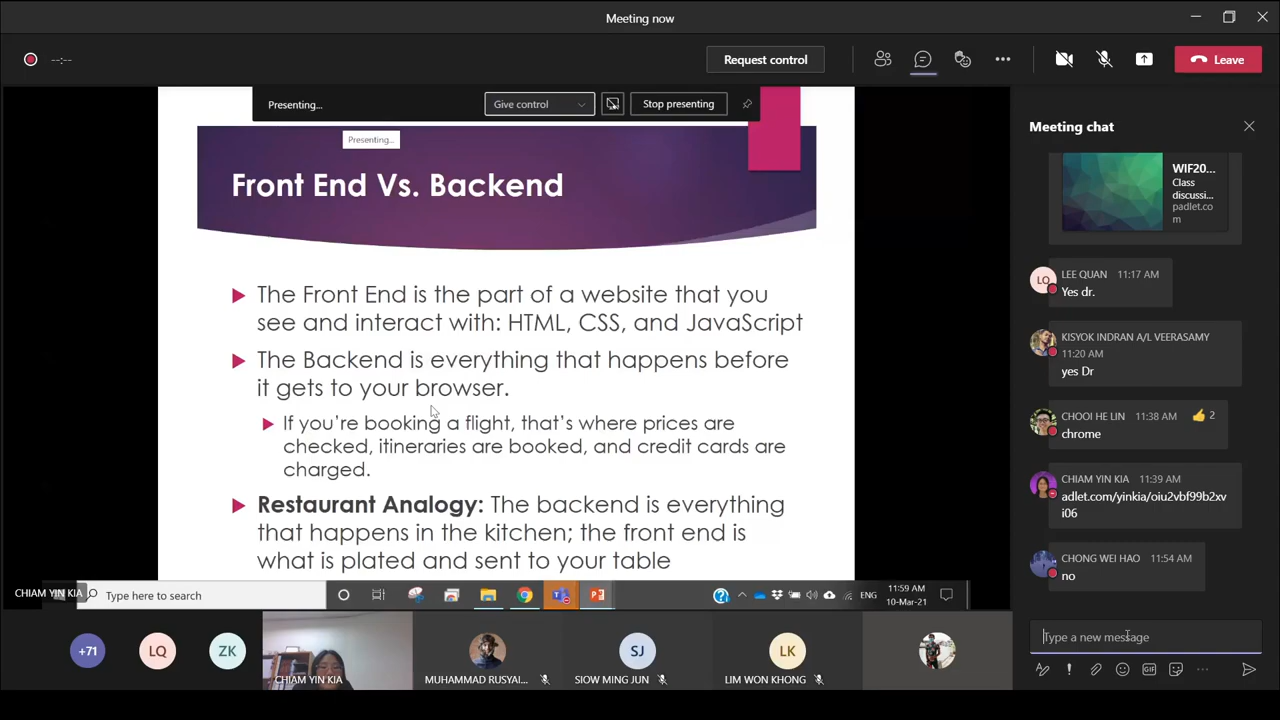 Meeting now
--:--
Request control
Leave
Presenting...
Give control
Stop presenting
Presenting...
Front End Vs. Backend
The Front End is the part of a website that you
see and interact with: HTML, CSS, and JavaScript
The Backend is everything that happens before
it gets to your browser.
If you're booking a flight, that's where prices are
checked, itineraries are booked, and credit cards are
charged.
Restaurant Analogy: The backend is everything
that happens in the kitchen; the front end is
what is plated and sent to your table
CHIAM YIN KIA
Type here to search
ENG
11:59 AM
10-Mar-21
+71
LQ
ZK
CHIAM YIN KIA
MUHAMMAD RUSYAI...
SJ
SIOW MING JUN
LK
LIM WON KHONG
Meeting chat
WIF20...
Class
discussi...
padlet.co
m
LQ
LEE QUAN 11:17 AM
Yes dr.
KISYOK INDRAN A/L VEERASAMY
11:20 AM
yes Dr
CHOOI HE LIN 11:38 AM 2
chrome
CHIAM YIN KIA 11:39 AM
adlet.com/yinkia/oiu2vbf99b2xv
i06
CHONG WEI HAO 11:54 AM
no
Type a new message
GIF